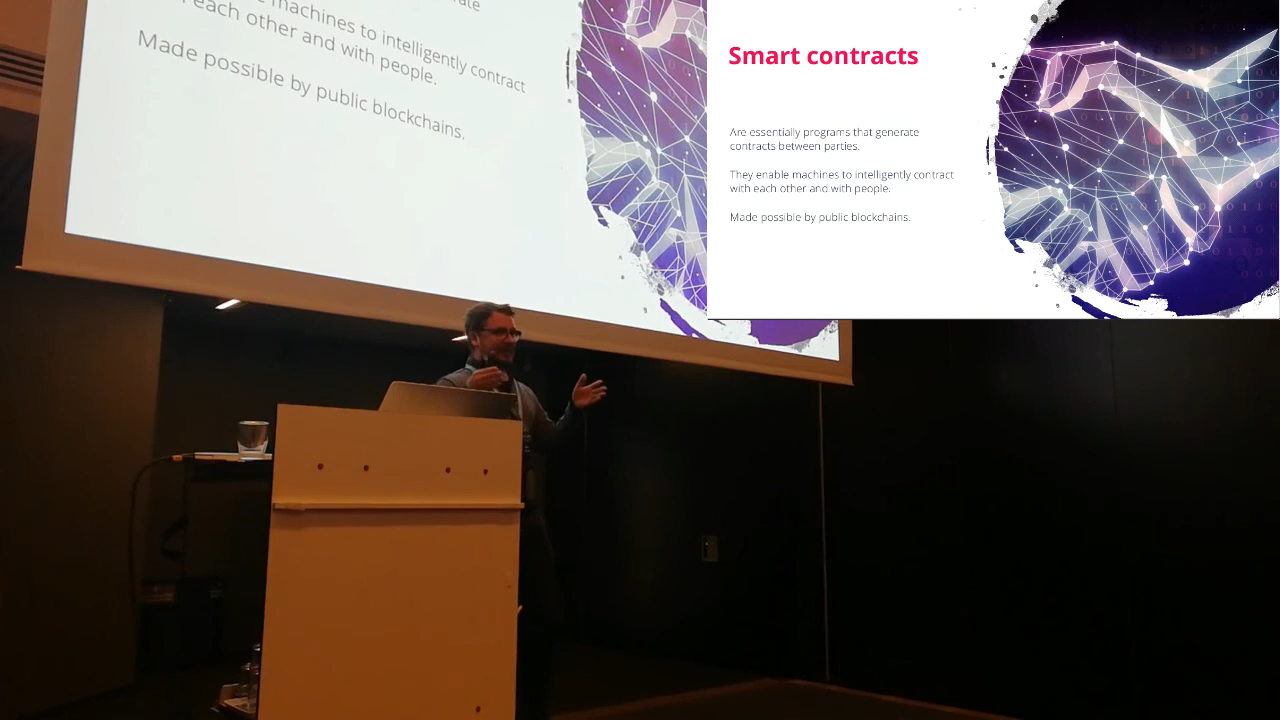 machines to intelligently contract
each other and with people.
Made possible by public blockchains.
Smart contracts
Are essentially programs that generate
contracts between parties.
They enable machines to intelligently contract
with each other and with people.
Made possible by public blockchains.